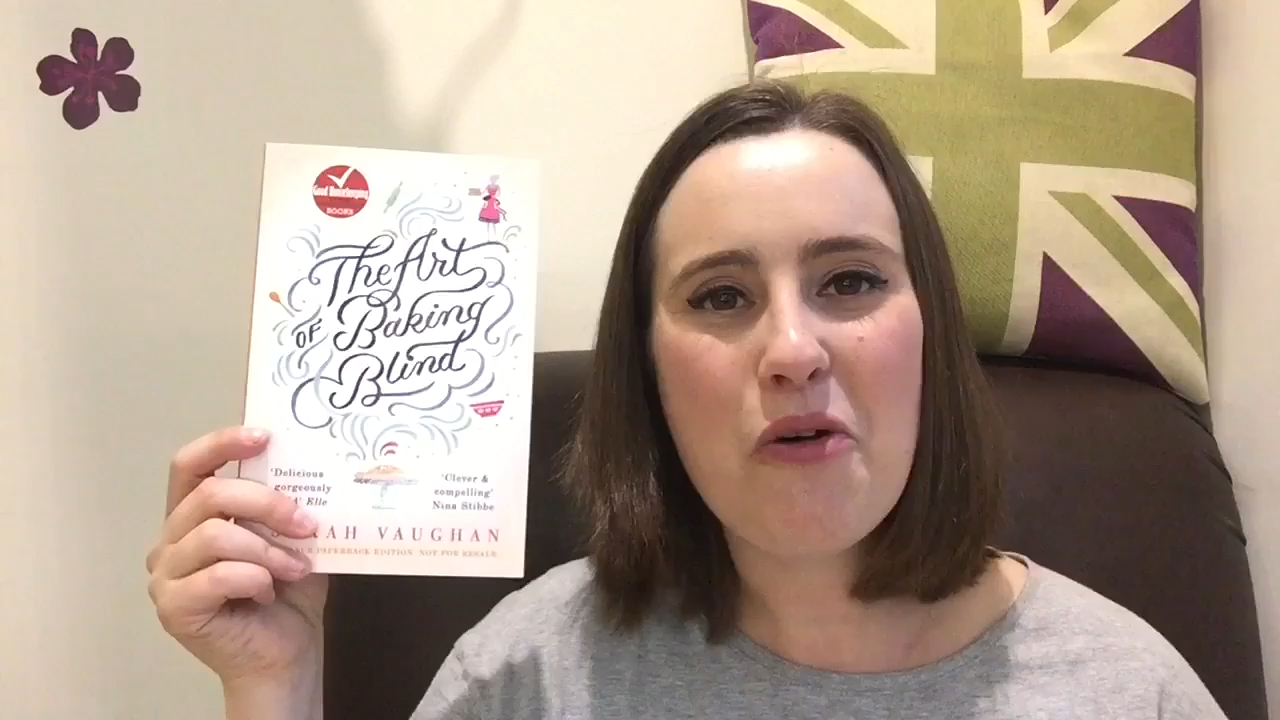 Good Housekeeping
BOOKS
The Art
OF Baking
Blind
'Delicious
gorgeously
Elle
'Clever &
compelling'
Nina Stibbe
SARAH VAUGHAN
PAPERBACK EDITION. NOT FOR RESALE.